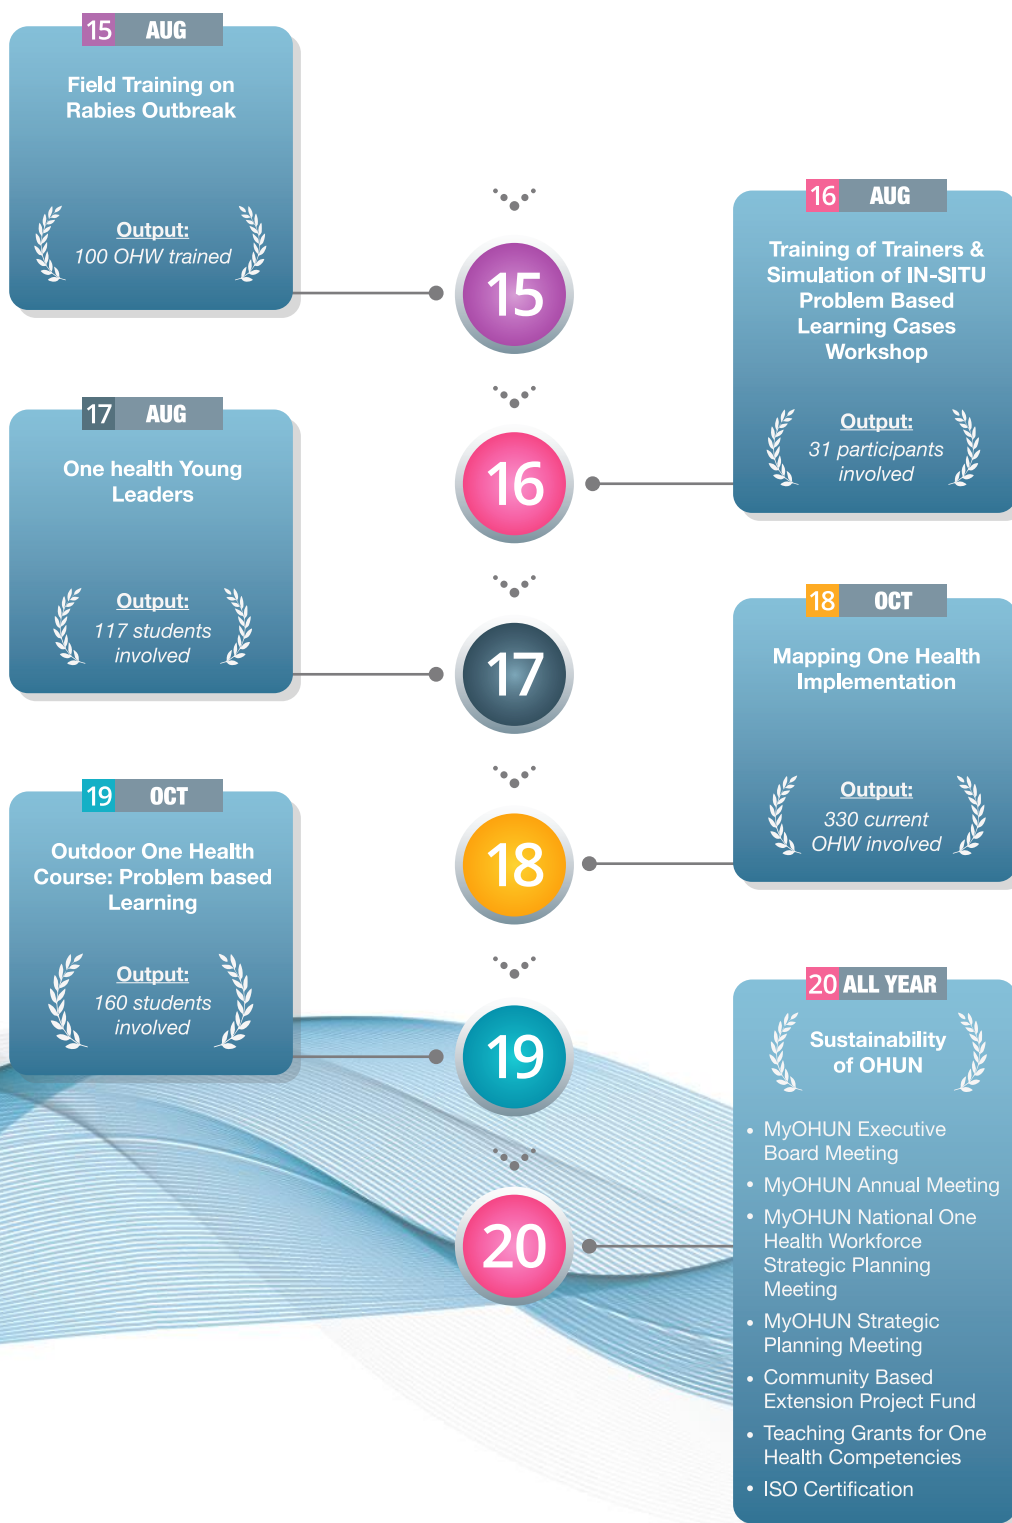 15 AUG
Field Training on
Rabies Outbreak
Output:
100 OHW trained
15
16 AUG
Training of Trainers &
Simulation of IN-SITU
Problem Based
Learning Cases
Workshop
Output:
31 participants
involved
16
17 AUG
One health Young
Leaders
Output:
117 students
involved
17
18 OCT
Mapping One Health
Implementation
Output:
330 current
OHW involved
18
19 OCT
Outdoor One Health
Course: Problem based
Learning
Output:
160 students
involved
19
20 ALL YEAR
Sustainability
of OHUN
• MyOHUN Executive
Board Meeting
• MyOHUN Annual Meeting
• MyOHUN National One
Health Workforce
Strategic Planning
Meeting
• MyOHUN Strategic
Planning Meeting
• Community Based
Extension Project Fund
• Teaching Grants for One
Health Competencies
• ISO Certification
20